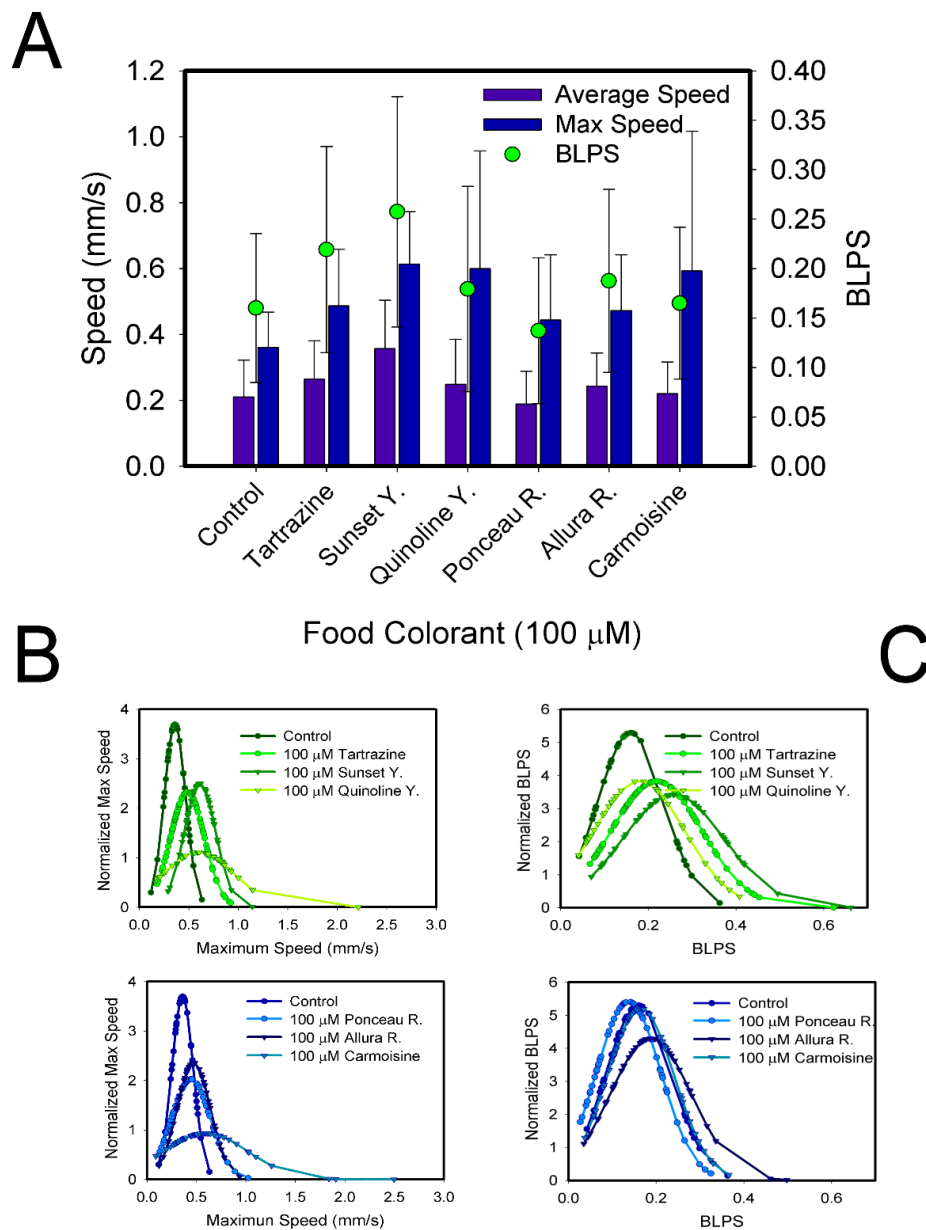 A
1.2
1.0
0.8
0.6
0.4
0.2
0.0
Speed (mm/s)
Average Speed
Max Speed
BLPS
0.40
0.35
0.30
0.25
0.20
0.15
0.10
0.05
0.00
BLPS
Control
Tartrazine
Sunset Y.
Quinoline Y.
Ponceau R.
Allura R.
Carmoisine
Food Colorant (100 μM)
B
4
3
2
1
0
Normalized Max Speed
Control
100 μM Tartrazine
100 μM Sunset Y.
100 μM Quinoline Y.
0.0 0.5 1.0 1.5 2.0 2.5 3.0
Maximum Speed (mm/s)
C
6
5
4
3
2
1
0
Normalized BLPS
Control
100 μM Tartrazine
100 μM Sunset Y.
100 μM Quinoline Y.
0.0 0.2 0.4 0.6
BLPS
4
3
2
1
0
Normalized Max Speed
Control
100 μM Ponceau R.
100 μM Allura R.
100 μM Carmoisine
0.0 0.5 1.0 1.5 2.0 2.5 3.0
Maximun Speed (mm/s)
6
5
4
3
2
1
0
Normalized BLPS
Control
100 μM Ponceau R.
100 μM Allura R.
100 μM Carmoisine
0.0 0.2 0.4 0.6
BLPS